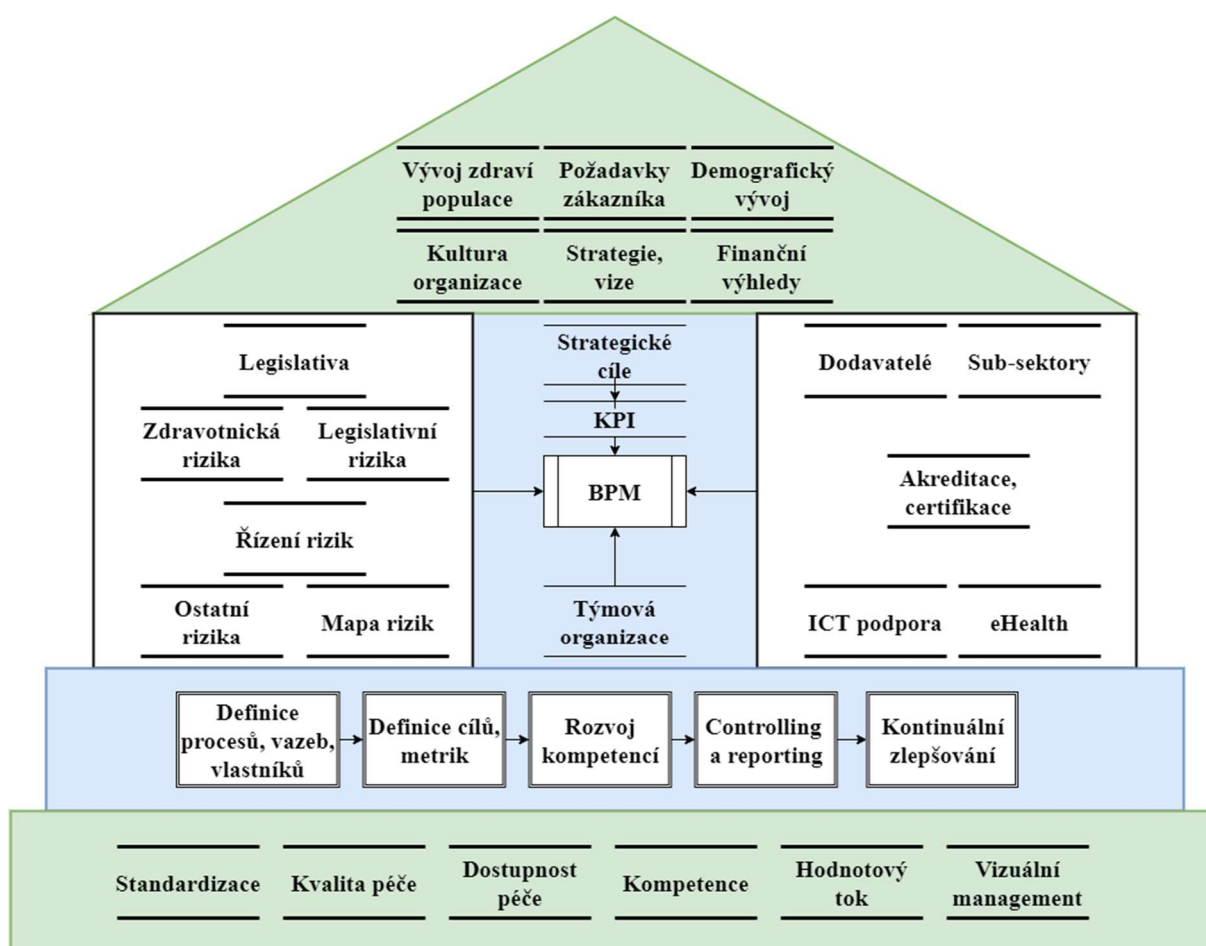 Vývoj zdraví
populace
Požadavky
zákazníka
Demografický
vývoj
Kultura
organizace
Strategie,
vize
Finanční
výhledy
Legislativa
Zdravotnická
rizika
Legislativní
rizika
Řízení rizik
Ostatní
rizika
Mapa rizik
Strategické
cíle
KPI
BPM
Týmová
organizace
Dodavatelé
Sub-sektory
Akreditace,
certifikace
ICT podpora
eHealth
Definice
procesů, vazeb,
vlastníků
Definice cílů,
metrik
Rozvoj
kompetencí
Controlling
a reporting
Kontinuální
zlepšování
Standardizace
Kvalita péče
Dostupnost
péče
Kompetence
Hodnotový
tok
Vizuální
management